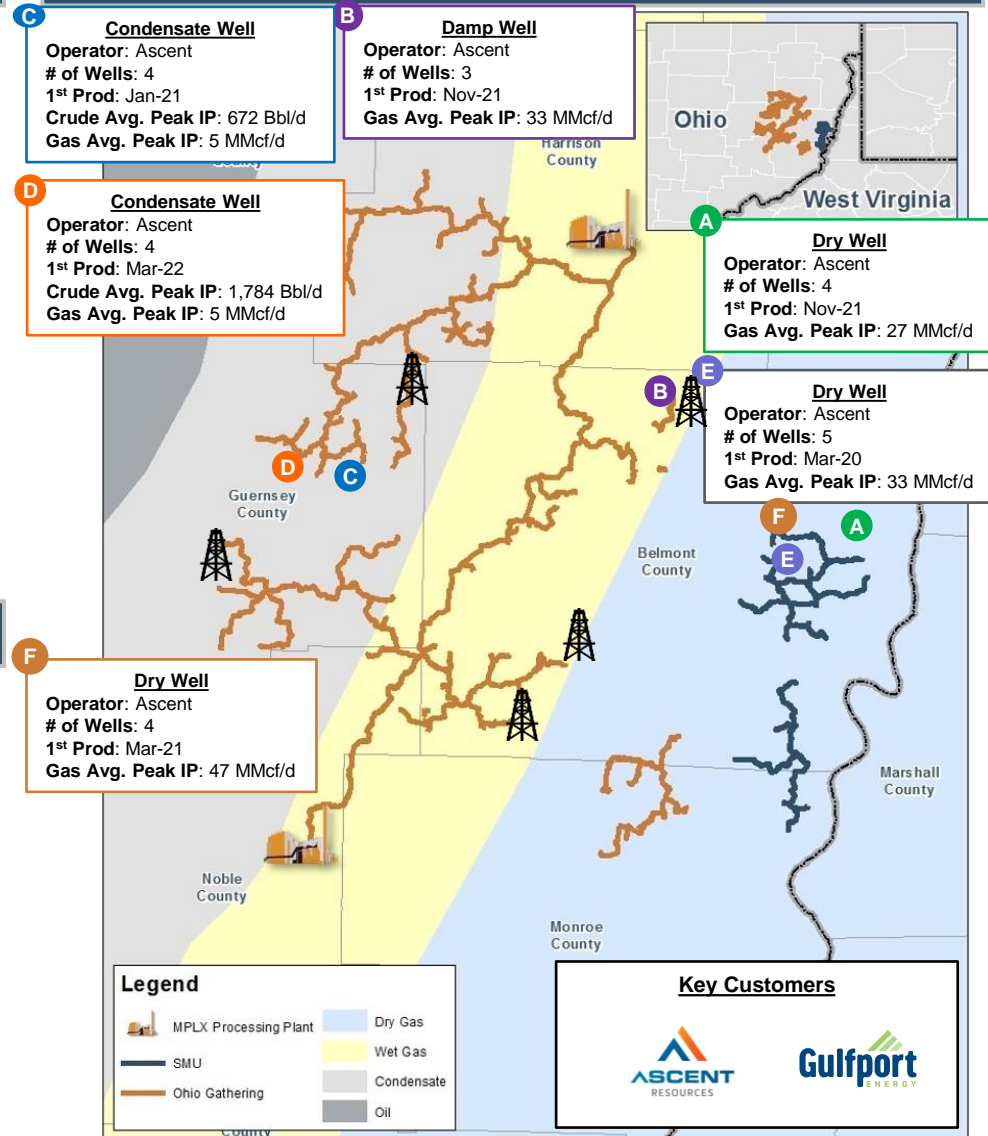 C
Condensate Well
Operator: Ascent
# of Wells: 4
1st Prod: Jan-21
Crude Avg. Peak IP: 672 Bbl/d
Gas Avg. Peak IP: 5 MMcf/d
B
Damp Well
Operator: Ascent
# of Wells: 3
1st Prod: Nov-21
Gas Avg. Peak IP: 33 MMcf/d
Ohio
West Virginia
County
Harrison
County
D
Condensate Well
Operator: Ascent
# of Wells: 4
1st Prod: Mar-22
Crude Avg. Peak IP: 1,784 Bbl/d
Gas Avg. Peak IP: 5 MMcf/d
A
Dry Well
Operator: Ascent
# of Wells: 4
1st Prod: Nov-21
Gas Avg. Peak IP: 27 MMcf/d
E
Dry Well
Operator: Ascent
# of Wells: 5
1st Prod: Mar-20
Gas Avg. Peak IP: 33 MMcf/d
B
D
C
Guernsey
County
F
A
E
Belmont
County
F
Dry Well
Operator: Ascent
# of Wells: 4
1st Prod: Mar-21
Gas Avg. Peak IP: 47 MMcf/d
Marshall
County
Noble
County
Monroe
County
Legend
MPLX Processing Plant
SMU
Ohio Gathering
Dry Gas
Wet Gas
Condensate
Oil
County
Key Customers
ASCENT
RESOURCES
Gulfport
ENERGY